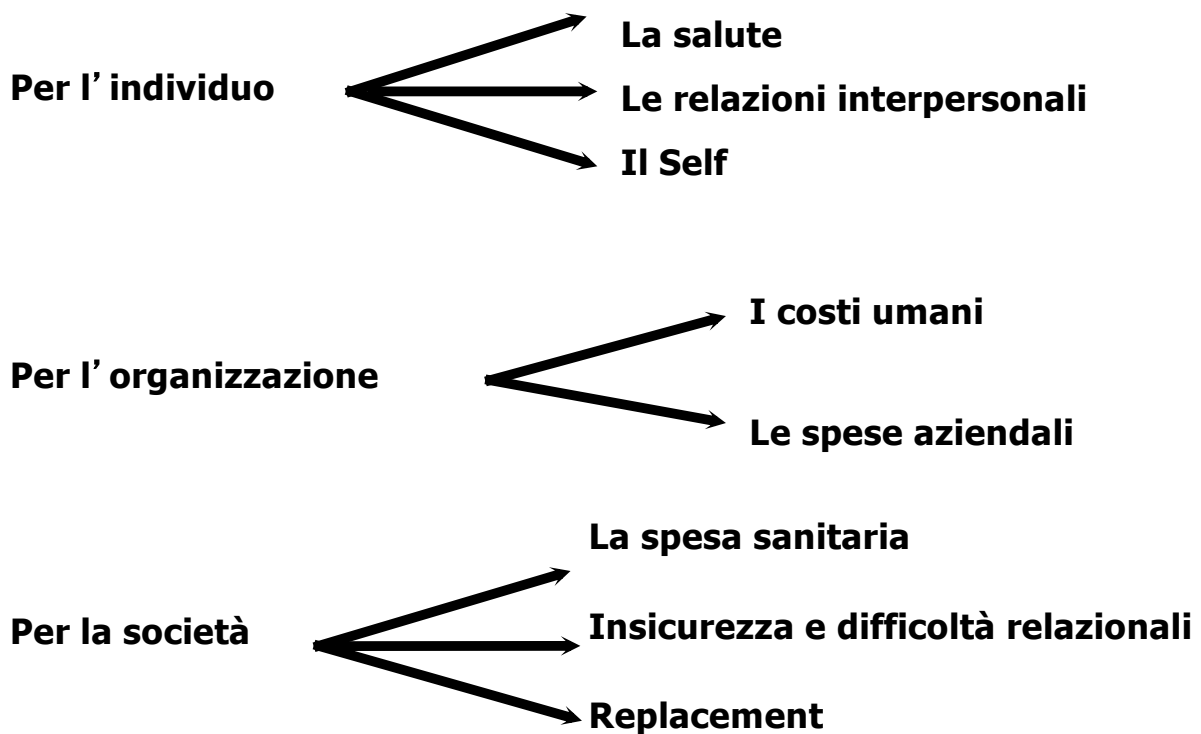 La salute
Per l’individuo
Le relazioni interpersonali
Il Self
I costi umani
Per l’organizzazione
Le spese aziendali
La spesa sanitaria
Per la società
Insicurezza e difficoltà relazionali
Replacement